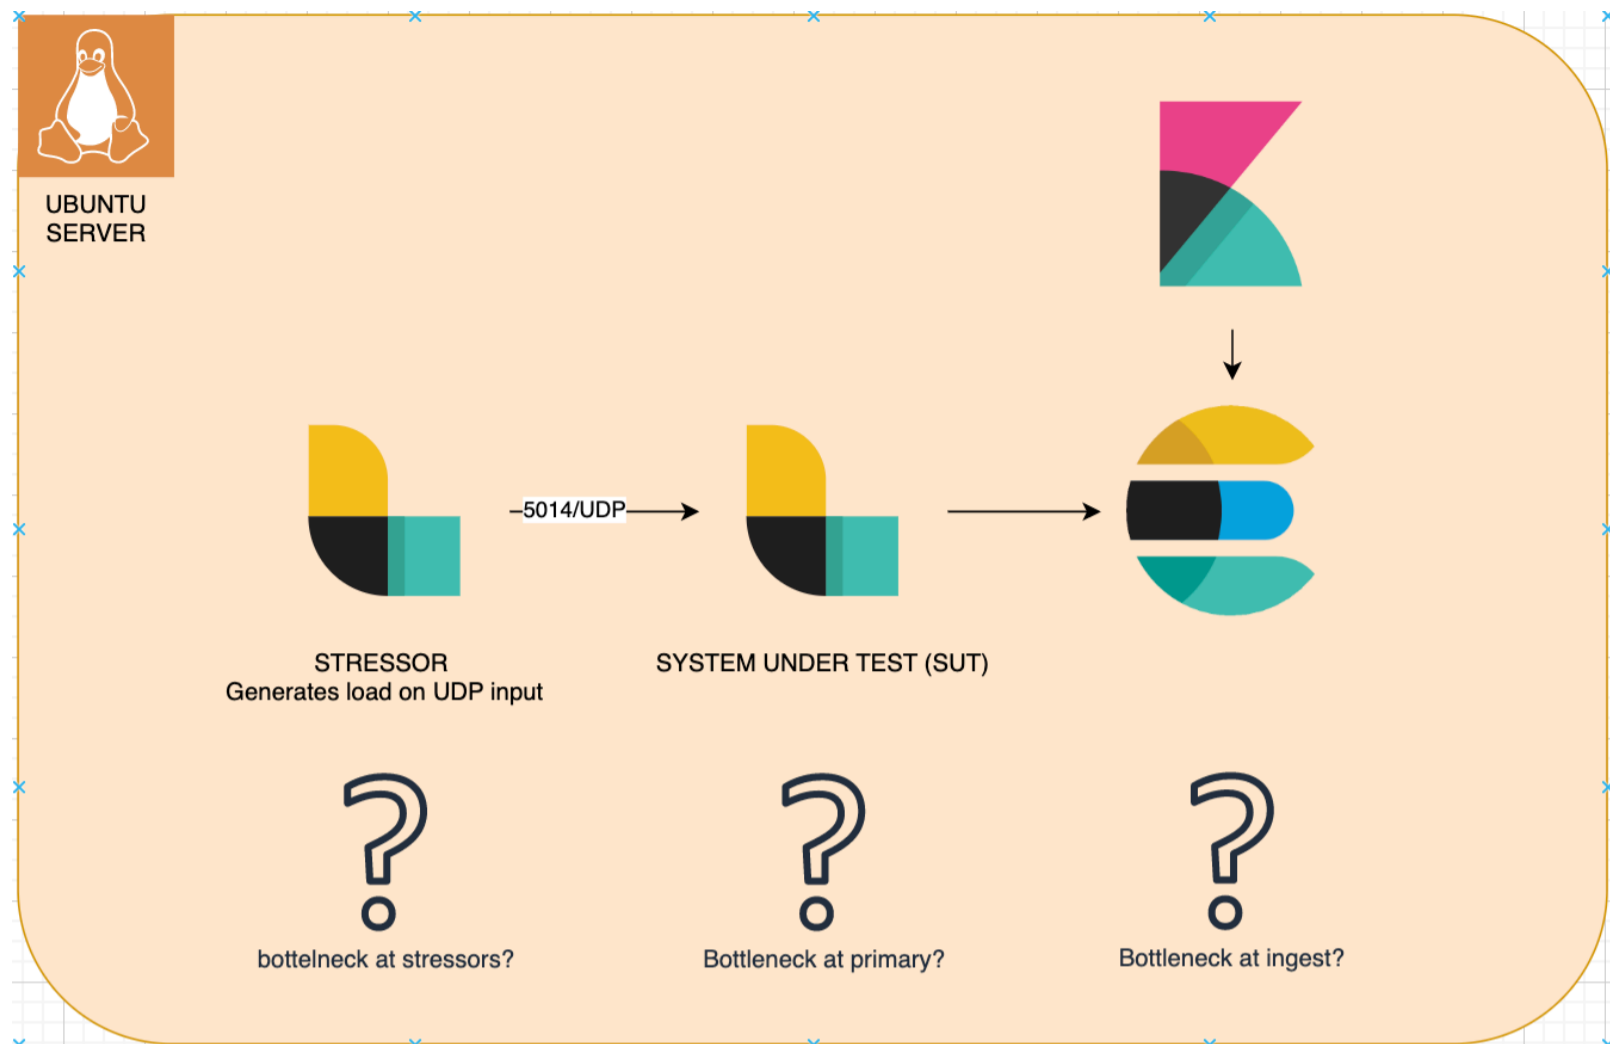 UBUNTU
SERVER
5014/UDP
STRESSOR
Generates load on UDP input
SYSTEM UNDER TEST (SUT)
bottelneck at stressors?
Bottleneck at primary?
Bottleneck at ingest?